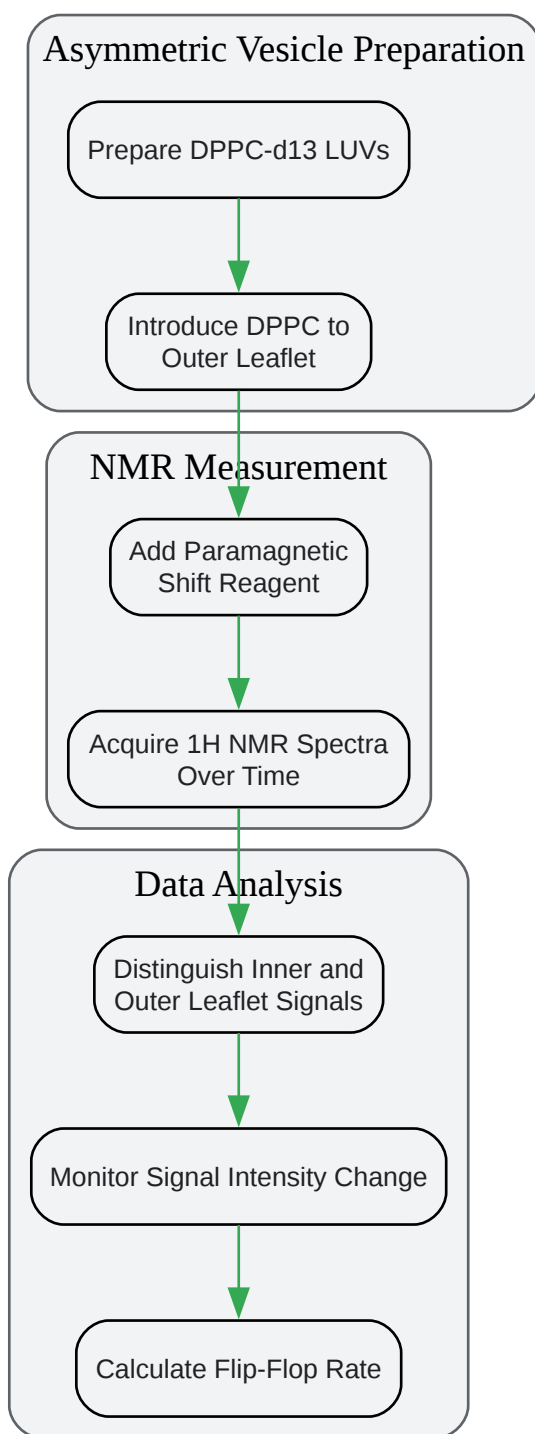 Asymmetric Vesicle Preparation
Prepare DPPC-d13 LUVs
Introduce DPPC to
Outer Leaflet
NMR Measurement
Add Paramagnetic
Shift Reagent
Acquire 1H NMR Spectra
Over Time
Data Analysis
Distinguish Inner and
Outer Leaflet Signals
Monitor Signal Intensity Change
Calculate Flip-Flop Rate